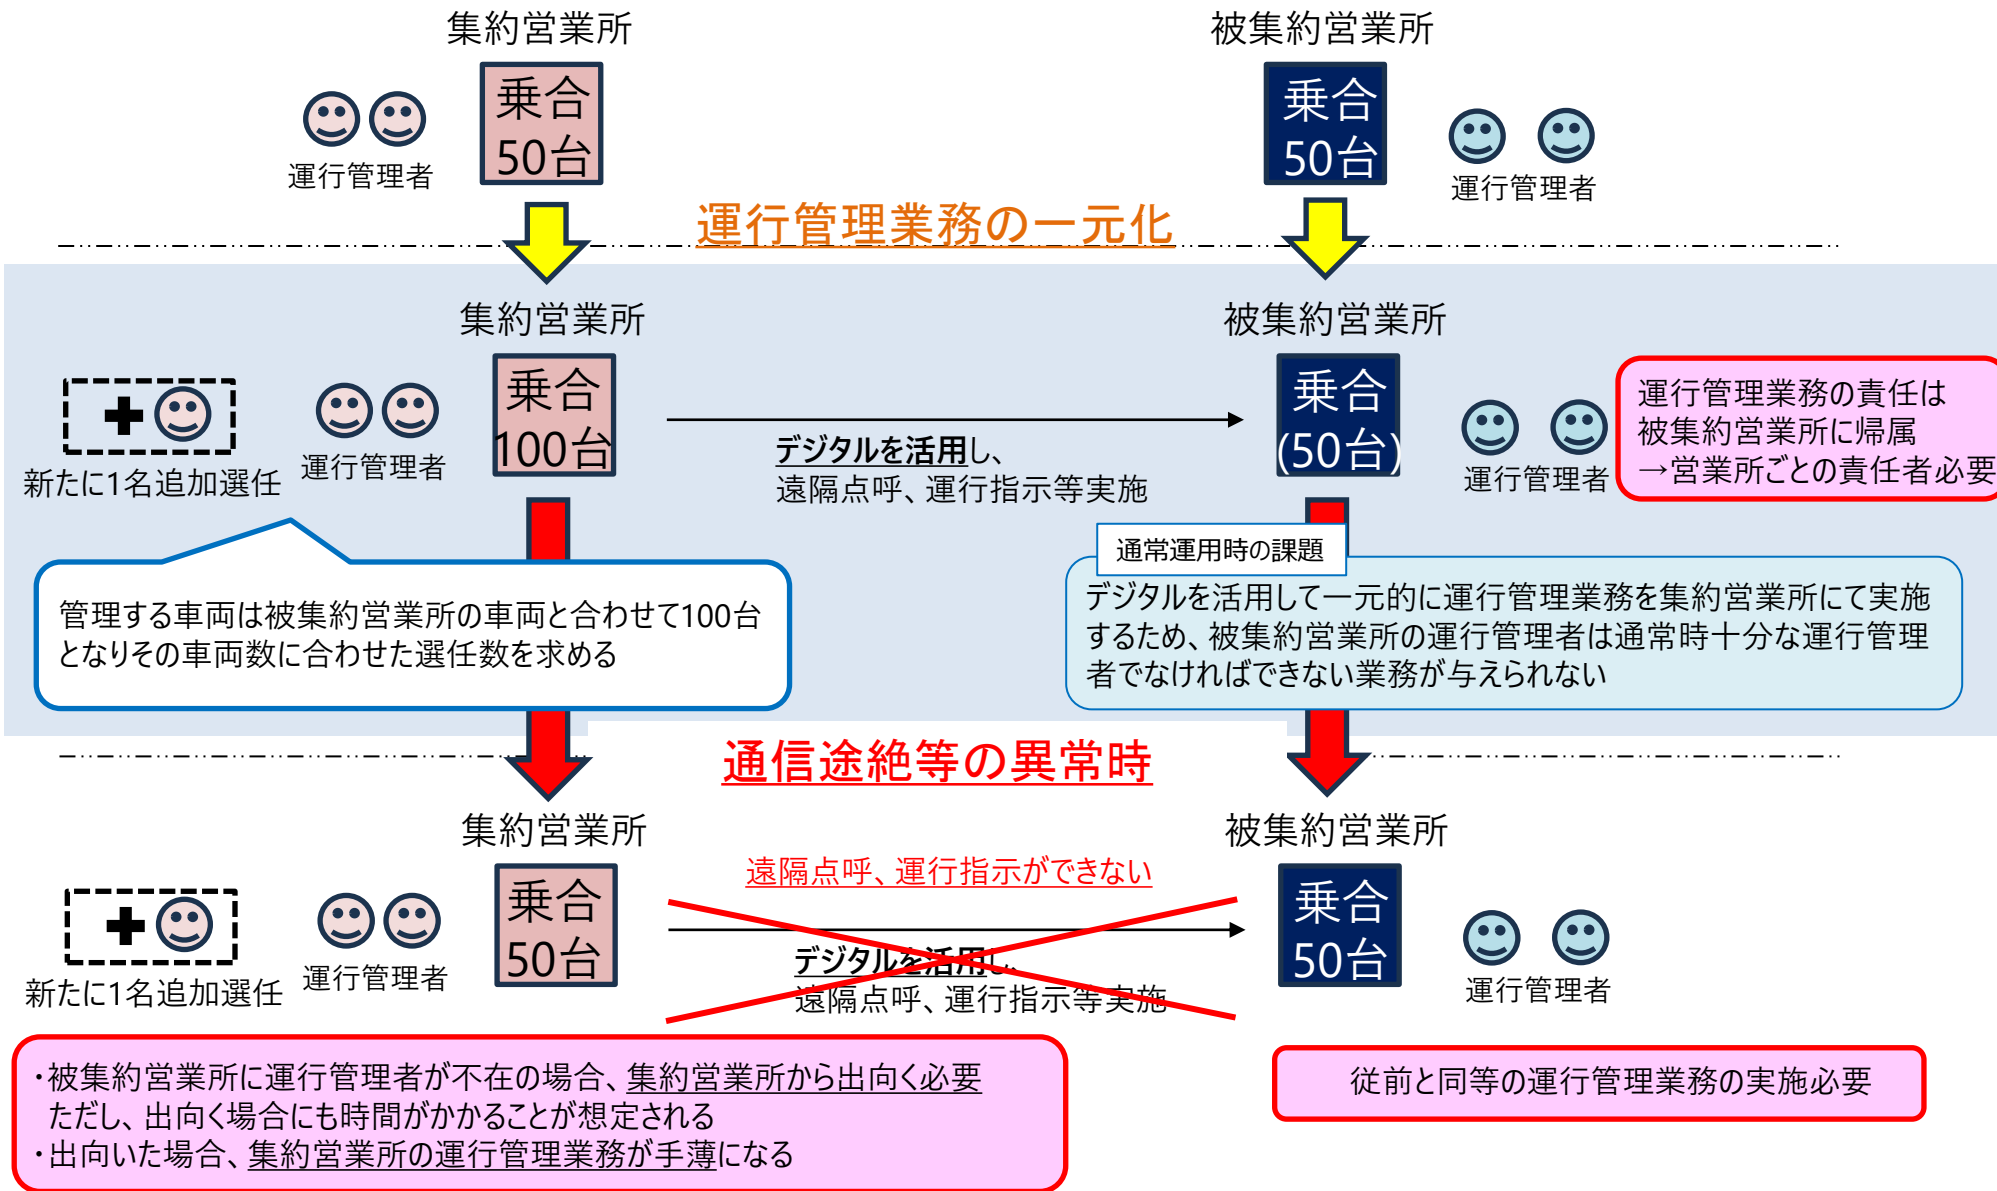 集約営業所
被集約営業所
乗合
50台
乗合
50台
運行管理者
運行管理者
運行管理業務の一元化
集約営業所
被集約営業所
乗合
100台
乗合
(50台)
新たに1名追加選任
運行管理者
デジタルを活用し、
遠隔点呼、運行指示等実施
運行管理者
運行管理業務の責任は
被集約営業所に帰属
→営業所ごとの責任者必要
管理する車両は被集約営業所の車両と合わせて100台
となりその車両数に合わせた選任数を求める
通常運用時の課題
デジタルを活用して一元的に運行管理業務を集約営業所にて実施
するため、被集約営業所の運行管理者は通常時十分な運行管理
者でなければできない業務が与えられない
通信途絶等の異常時
集約営業所
被集約営業所
乗合
50台
乗合
50台
新たに1名追加選任
運行管理者
遠隔点呼、運行指示ができない
デジタルを活用し、
遠隔点呼、運行指示等実施
運行管理者
・被集約営業所に運行管理者が不在の場合、集約営業所から出向く必要
ただし、出向く場合にも時間がかかることが想定される
・出向いた場合、集約営業所の運行管理業務が手薄になる
従前と同等の運行管理業務の実施必要